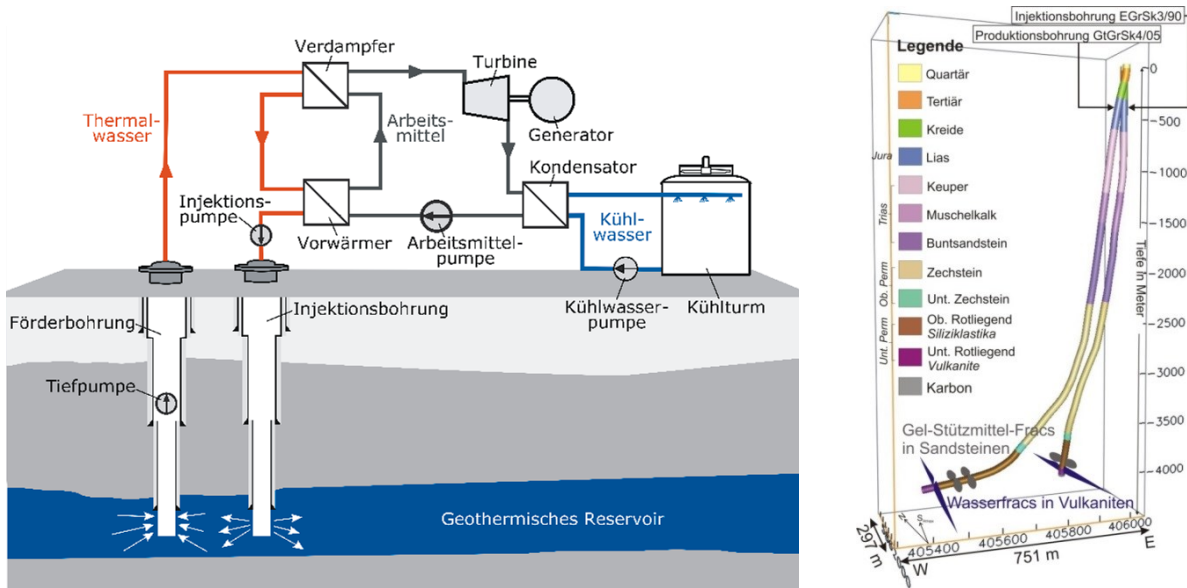 Verdampfer
Turbine
Thermal-
wasser
Arbeits-
mittel
Generator
Kondensator
Injektions-
pumpe
Vorwärmer
Arbeitsmittel-
pumpe
Kühl-
wasser
Kühlwasser-
pumpe
Kühlturm
Förderbohrung
Injektionsbohrung
Tiefpumpe
Geothermisches Reservoir
Injektionsbohrung EGrSk3/90
Produktionsbohrung GtGrSk4/05
Legende
Quartär
Tertiär
Kreide
Jura
Lias
Trias
Keuper
Muschelkalk
Buntsandstein
Ob. Perm
Zechstein
Unt. Zechstein
Unt. Perm
Ob. Rotliegend
Siliziklastika
Unt. Rotliegend
Vulkanite
Karbon
0
-500
-1000
-1500
-2000
-2500
-3000
-3500
-4000
Tiefe in Meter
Gel-Stützmittel-Fracs
in Sandsteinen
Wasserfracs in Vulkaniten
297 m
W
405400
405600
405800
406000
751 m
E